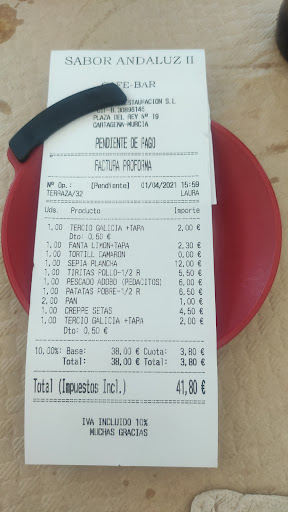 SABOR ANDALUZ II
CAFE-BAR
RESTAURACION S.L
B.30896146
PLAZA DEL REY Nº 19
CARTAGENA-MURCIA
PENDIENTE DE PAGO
FACTURA PROFORMA
Nº Op.: [Pendiente] 01/04/2021 15:59
TERRAZA/32 LAURA
Uds. Producto Importe
1,00 TERCIO GALICIA +TAPA 2,00 €
Dto: 0,50 €
1,00 FANTA LIMON+TAPA 2,30 €
1,00 TORTILL CAMARON 0,00 €
1,00 SEPIA PLANCHA 12,00 €
1,00 TIRITAS POLLO-1/2 R 5,50 €
1,00 PESCADO ADOBO (PEDACITOS) 6,00 €
1,00 PATATAS POBRE-1/2 R 6,50 €
2,00 PAN 1,00 €
1,00 CREPPE SETAS 4,50 €
1,00 TERCIO GALICIA +TAPA 2,00 €
Dto: 0,50 €
10,00%: Base: 38,00 € Cuota: 3,80 €
Total: 38,00 € Total: 3,80 €
Total (Impuestos Incl.) 41,80 €
IVA INCLUIDO 10%
MUCHAS GRACIAS